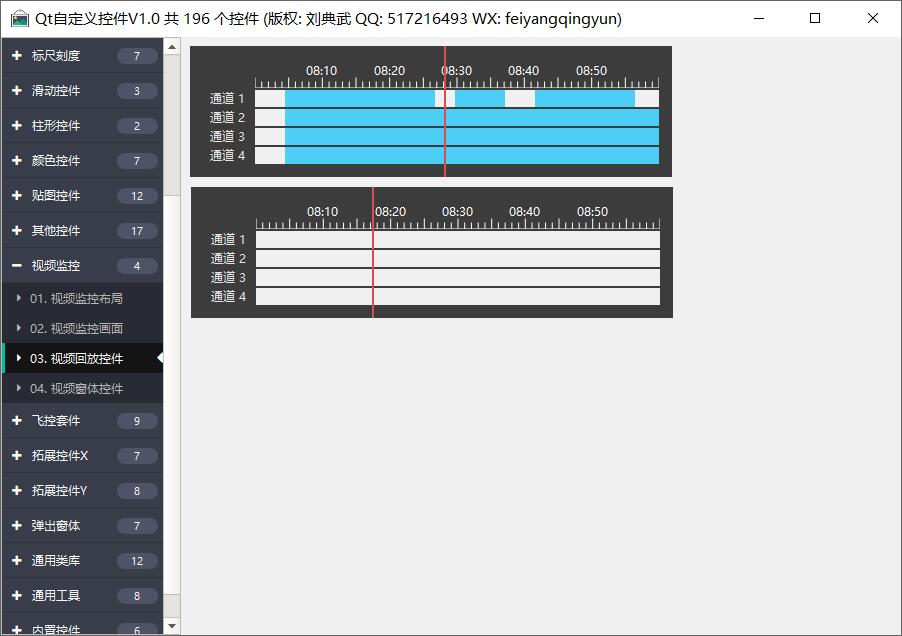 Qt自定义控件V1.0 共 196 个控件 (版权: 刘典武 QQ: 517216493 WX: feiyangqingyun)
标尺刻度 7
滑动控件 3
柱形控件 2
颜色控件 7
贴图控件 12
其他控件 17
视频监控 4
01. 视频监控布局
02. 视频监控画面
03. 视频回放控件
04. 视频窗体控件
飞控套件 9
拓展控件X 7
拓展控件Y 8
弹出窗体 7
通用类库 12
通用工具 8
内置控件 6
08:10 08:20 08:30 08:40 08:50
通道 1
通道 2
通道 3
通道 4
08:10 08:20 08:30 08:40 08:50
通道 1
通道 2
通道 3
通道 4